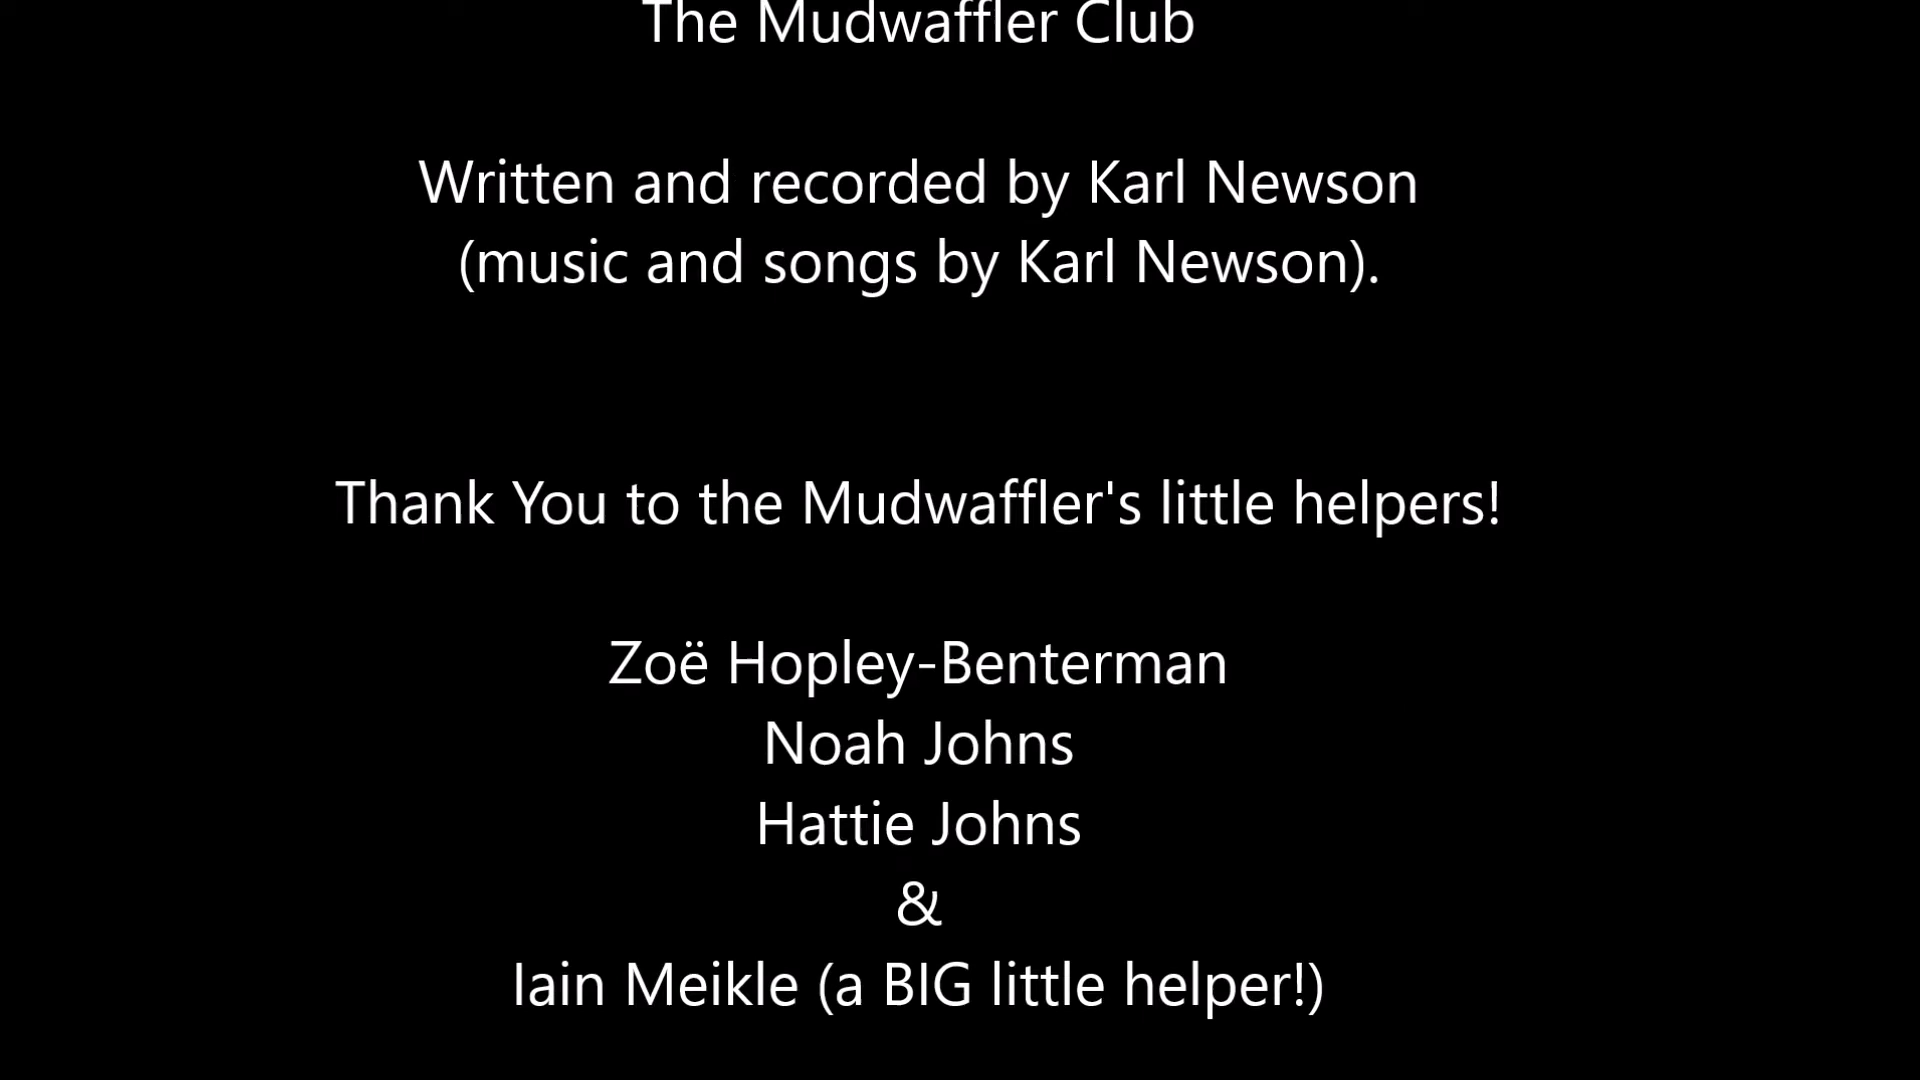 The Mudwaffler Club
Written and recorded by Karl Newson
(music and songs by Karl Newson).
Thank You to the Mudwaffler's little helpers!
Zoë Hopley-Benterman
Noah Johns
Hattie Johns
&
Iain Meikle (a BIG little helper!)